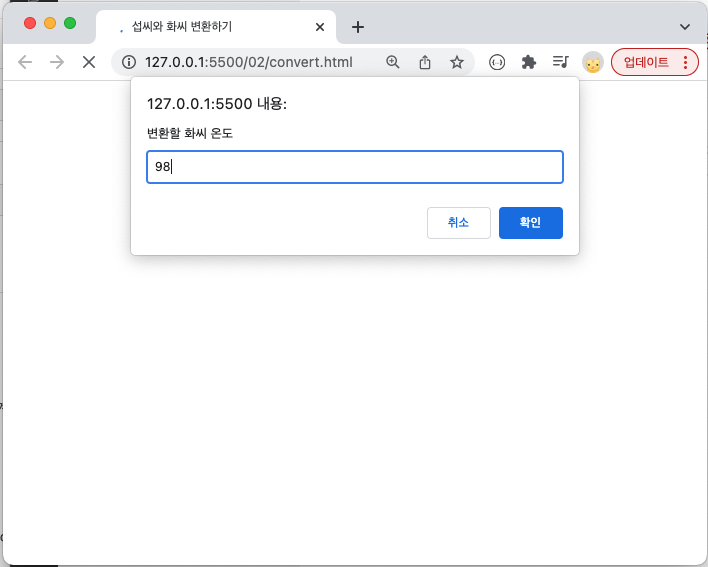 섭씨와 화씨 변환하기
127.0.0.1:5500/02/convert.html
업데이트
127.0.0.1:5500 내용:
변환할 화씨 온도
98
취소 확인